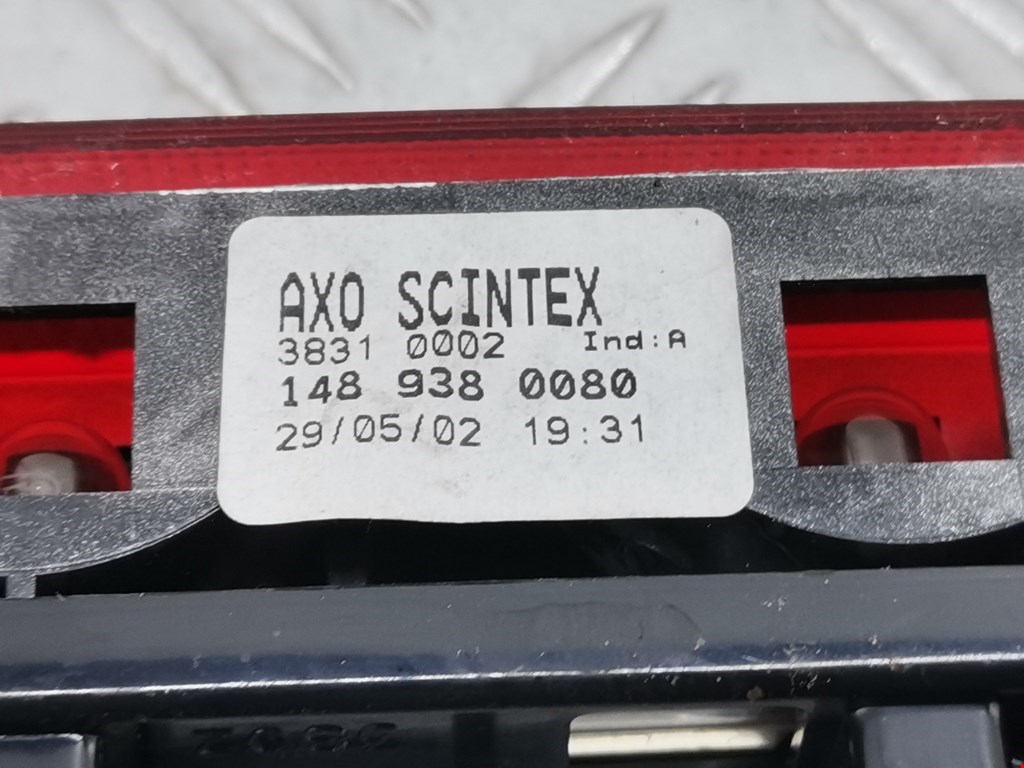 AXO SCINTEX
3831 0002 Ind:A
148 938 0080
29/05/02 19:31